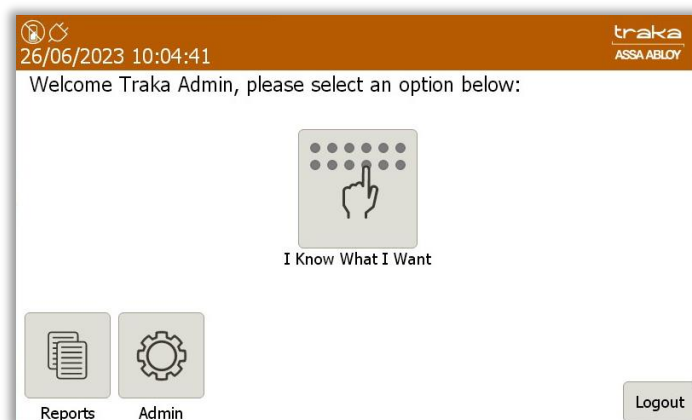 26/06/2023 10:04:41
traka
ASSA ABLOY
Welcome Traka Admin, please select an option below:
I Know What I Want
Reports
Admin
Logout